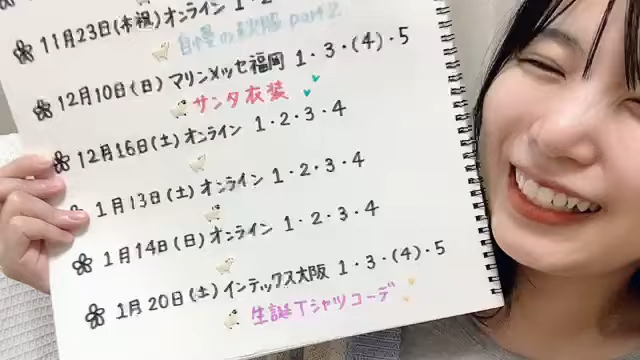 11月23日(木祝) オンライン 1・2
自慢の私服 part2
12月10日(日) マリンメッセ福岡 1・3・(4)・5
サンタ衣装
12月16日(土) オンライン 1・2・3・4
1月13日(土) オンライン 1・2・3・4
1月14日(日) オンライン 1・2・3・4
1月20日(土) インテックス大阪 1・3・(4)・5
生誕Tシャツコーデ